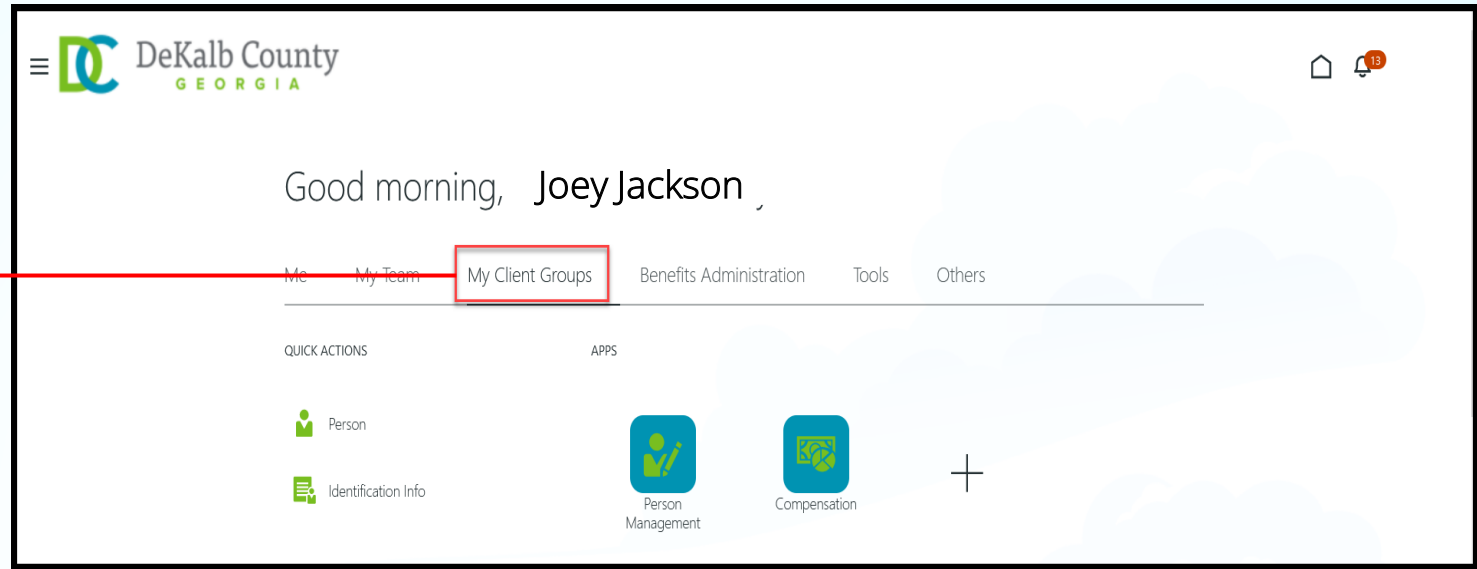 DeKalb County
GEORGIA
13
Good morning, Joey Jackson
Me My Team My Client Groups Benefits Administration Tools Others
QUICK ACTIONS APPS
Person
Identification Info
Person
Management
Compensation